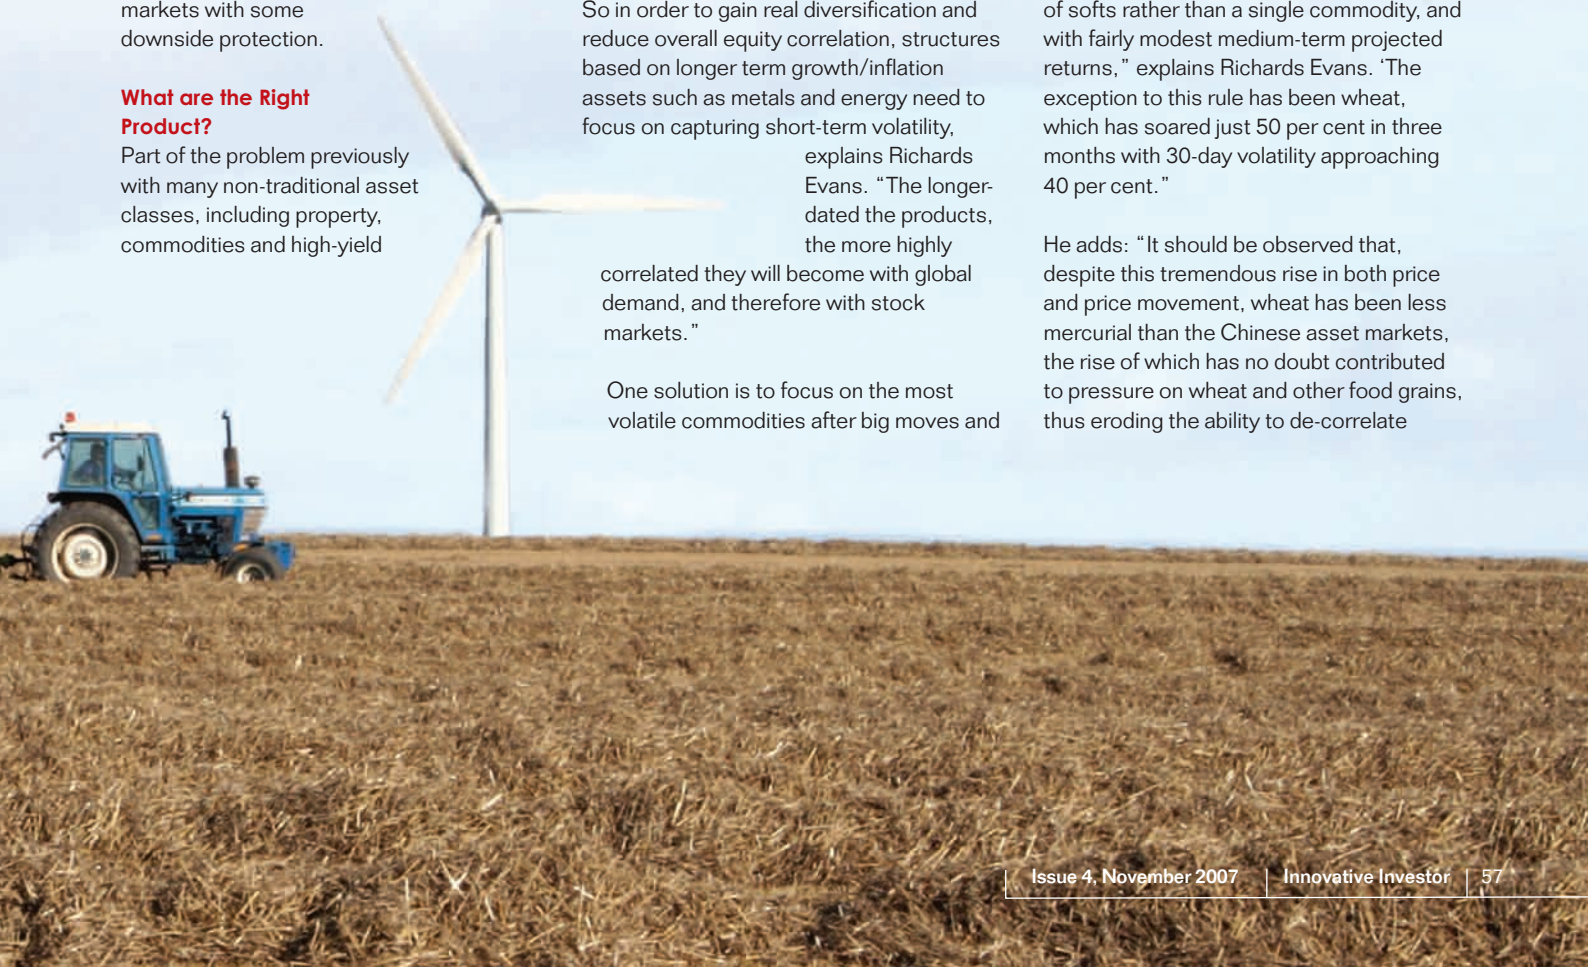 markets with some
downside protection.
What are the Right
Product?
Part of the problem previously
with many non-traditional asset
classes, including property,
commodities and high-yield
So in order to gain real diversification and
reduce overall equity correlation, structures
based on longer term growth/inflation
assets such as metals and energy need to
focus on capturing short-term volatility,
explains Richards
Evans. “The longer-
dated the products,
the more highly
correlated they will become with global
demand, and therefore with stock
markets.”
One solution is to focus on the most
volatile commodities after big moves and
of softs rather than a single commodity, and
with fairly modest medium-term projected
returns,” explains Richards Evans. ‘The
exception to this rule has been wheat,
which has soared just 50 per cent in three
months with 30-day volatility approaching
40 per cent.”
He adds: “It should be observed that,
despite this tremendous rise in both price
and price movement, wheat has been less
mercurial than the Chinese asset markets,
the rise of which has no doubt contributed
to pressure on wheat and other food grains,
thus eroding the ability to de-correlate
Issue 4, November 2007 Innovative Investor 57